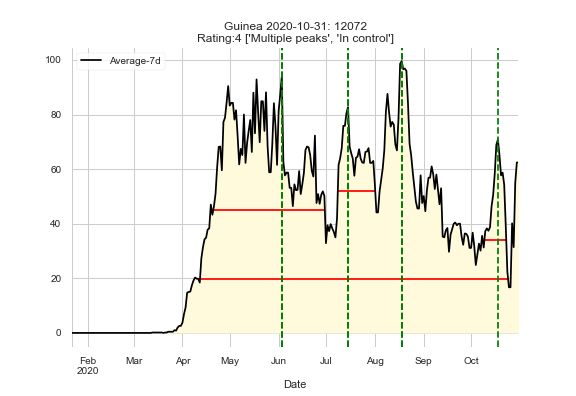 Guinea 2020-10-31: 12072
Rating:4 ['Multiple peaks', 'In control']
Average-7d
100
80
60
40
20
0
Feb
2020
Mar
Apr
May
Jun
Jul
Aug
Sep
Oct
Date